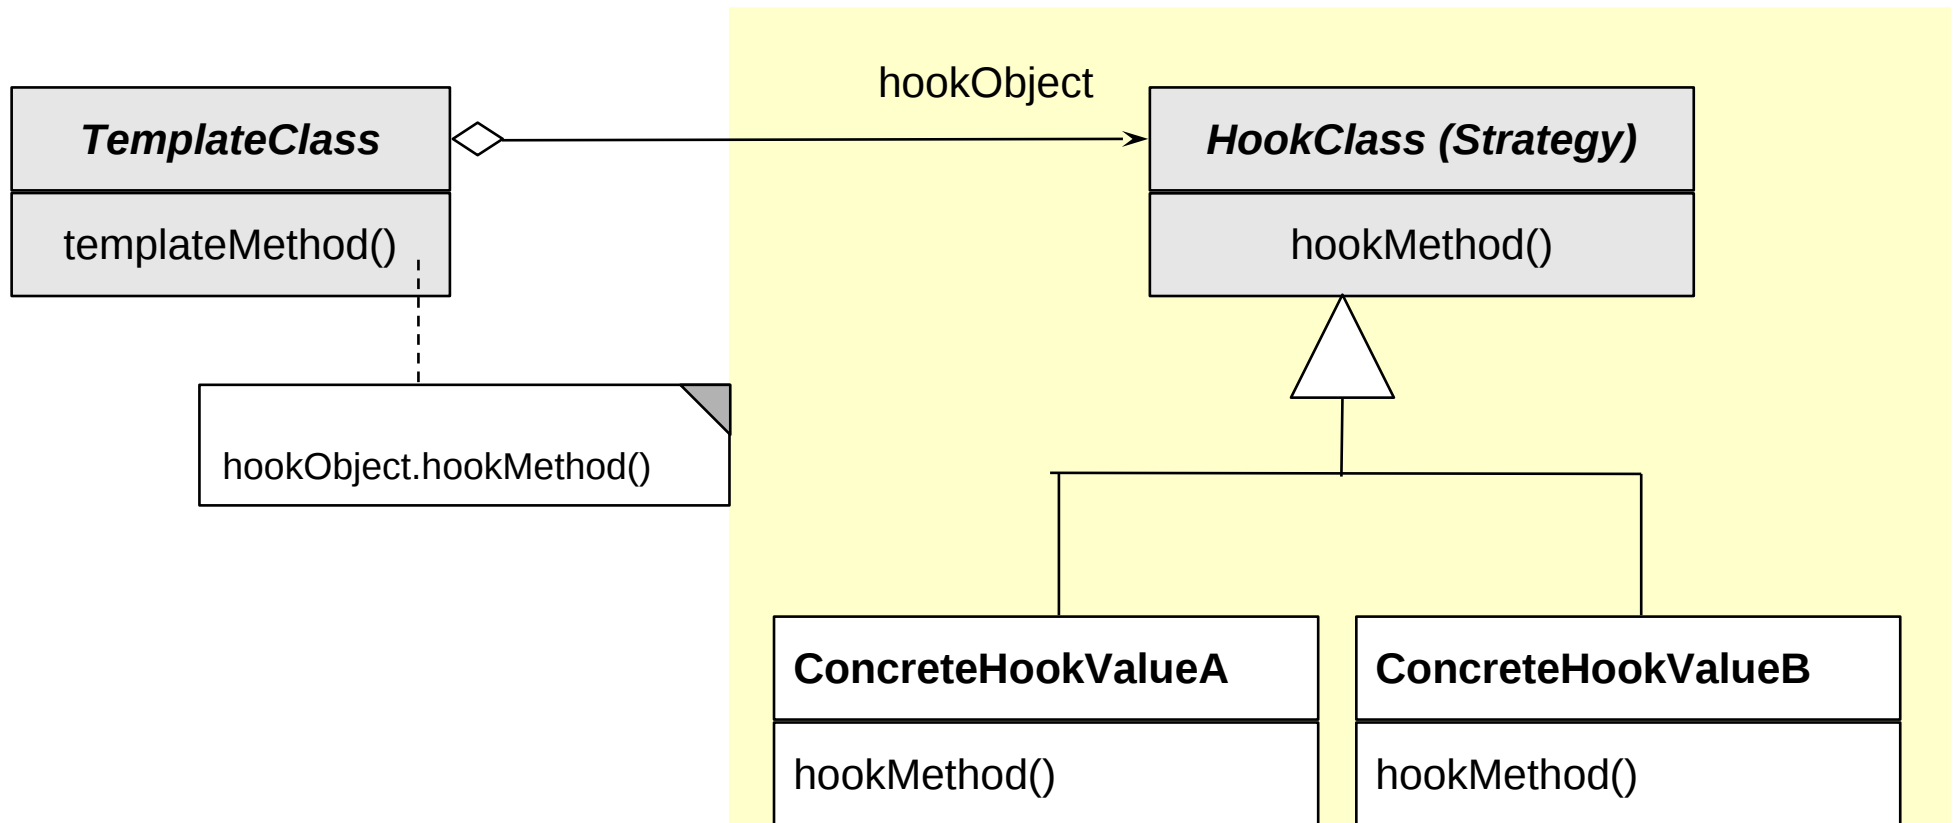 hookObject
TemplateClass
HookClass (Strategy)
templateMethod()
hookMethod()
hookObject.hookMethod()
ConcreteHookValueA
ConcreteHookValueB
hookMethod()
hookMethod()